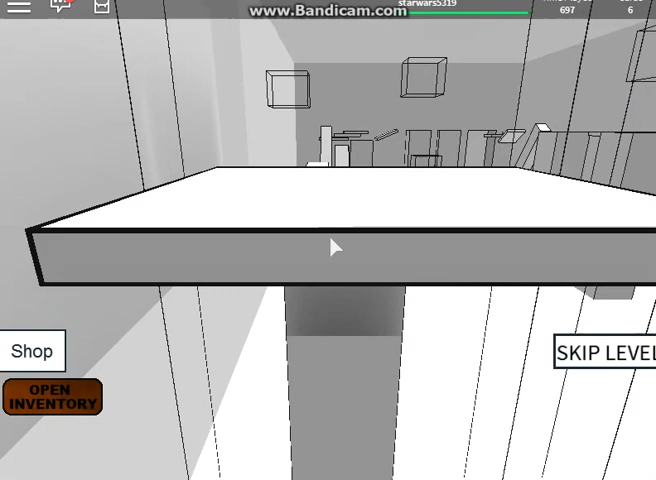 www.Bandicam.com
starwars5319
697
6
Shop
SKIP LEVEL
OPEN
INVENTORY